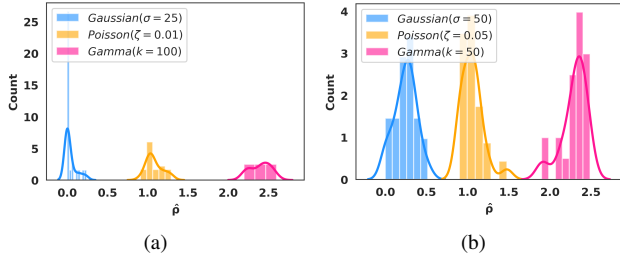 Gaussian(σ = 25)
Poisson(ζ = 0.01)
Gamma(k = 100)
Count
25
20
15
10
5
0
0.0 0.5 1.0 1.5 2.0 2.5
ρ̂
(a)
Gaussian(σ = 50)
Poisson(ζ = 0.05)
Gamma(k = 50)
Count
4
3
2
1
0
0.0 0.5 1.0 1.5 2.0 2.5
ρ̂
(b)